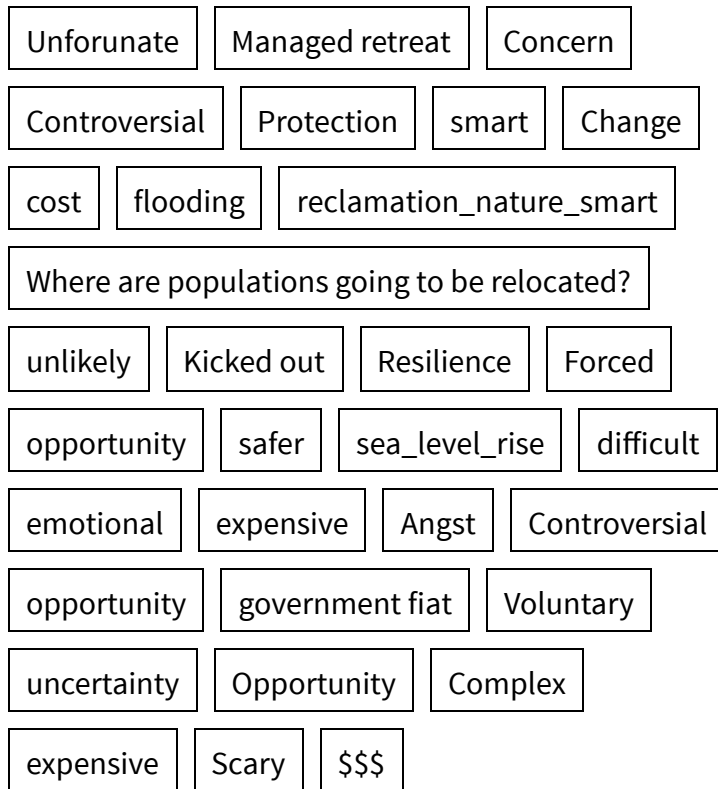 Unforunate Managed retreat Concern
Controversial Protection smart Change
cost flooding reclamation_nature_smart
Where are populations going to be relocated?
unlikely Kicked out Resilience Forced
opportunity safer sea_level_rise difficult
emotional expensive Angst Controversial
opportunity government fiat Voluntary
uncertainty Opportunity Complex
expensive Scary $$$